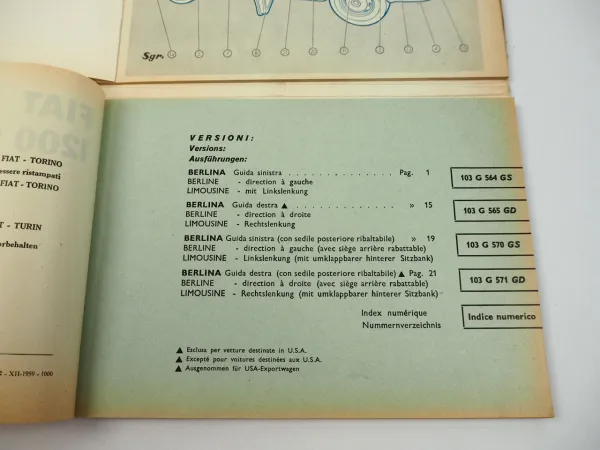 Sgr.
FIAT
1200
FIAT - TORINO
essere ristampati
FIAT - TORINO
AT - TURIN
orbehalten
- XII-1959 - 1000
VERSIONI:
Versions:
Ausführungen:
BERLINA Guida sinistra . . . . . . . . . . . . . . . Pag. 1
BERLINE - direction à gauche
LIMOUSINE - mit Linkslenkung
103 G 564 GS
BERLINA Guida destra ▲ . . . . . . . . . . . . . . » 15
BERLINE - direction à droite
LIMOUSINE - Rechtslenkung
103 G 565 GD
BERLINA Guida sinistra (con sedile posteriore ribaltabile) » 19
BERLINE - direction à gauche (avec siège arrière rabattable)
LIMOUSINE - Linkslenkung (mit umklappbarer hinterer Sitzbank)
103 G 570 GS
BERLINA Guida destra (con sedile posteriore ribaltabile) ▲ Pag. 21
BERLINE - direction à droite (avec siège arrière rabattable)
LIMOUSINE - Rechtslenkung (mit umklappbarer hinterer Sitzbank)
103 G 571 GD
Index numérique
Nummernverzeichnis
Indice numerico
▲ Esclusa per vetture destinate in U.S.A.
▲ Excepté pour voitures destinées aux U.S.A.
▲ Ausgenommen für USA-Exportwagen